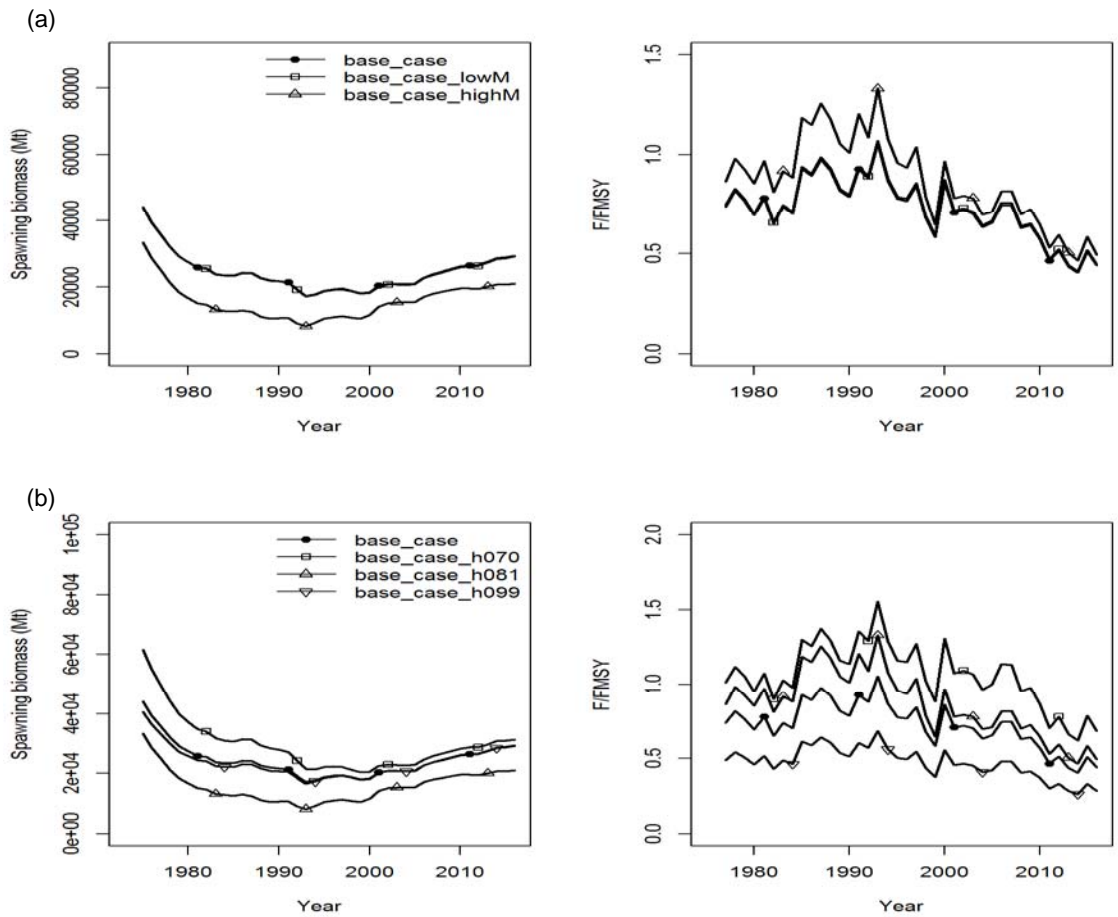 (a)
Spawning biomass (Mt)
80000
60000
40000
20000
0
base_case
base_case_lowM
base_case_highM
1980 1990 2000 2010
Year
F/FMSY
1.5
1.0
0.5
0.0
1980 1990 2000 2010
Year
(b)
Spawning biomass (Mt)
1e+05
8e+04
6e+04
4e+04
2e+04
0e+00
base_case
base_case_h070
base_case_h081
base_case_h099
1980 1990 2000 2010
Year
F/FMSY
2.0
1.5
1.0
0.5
0.0
1980 1990 2000 2010
Year